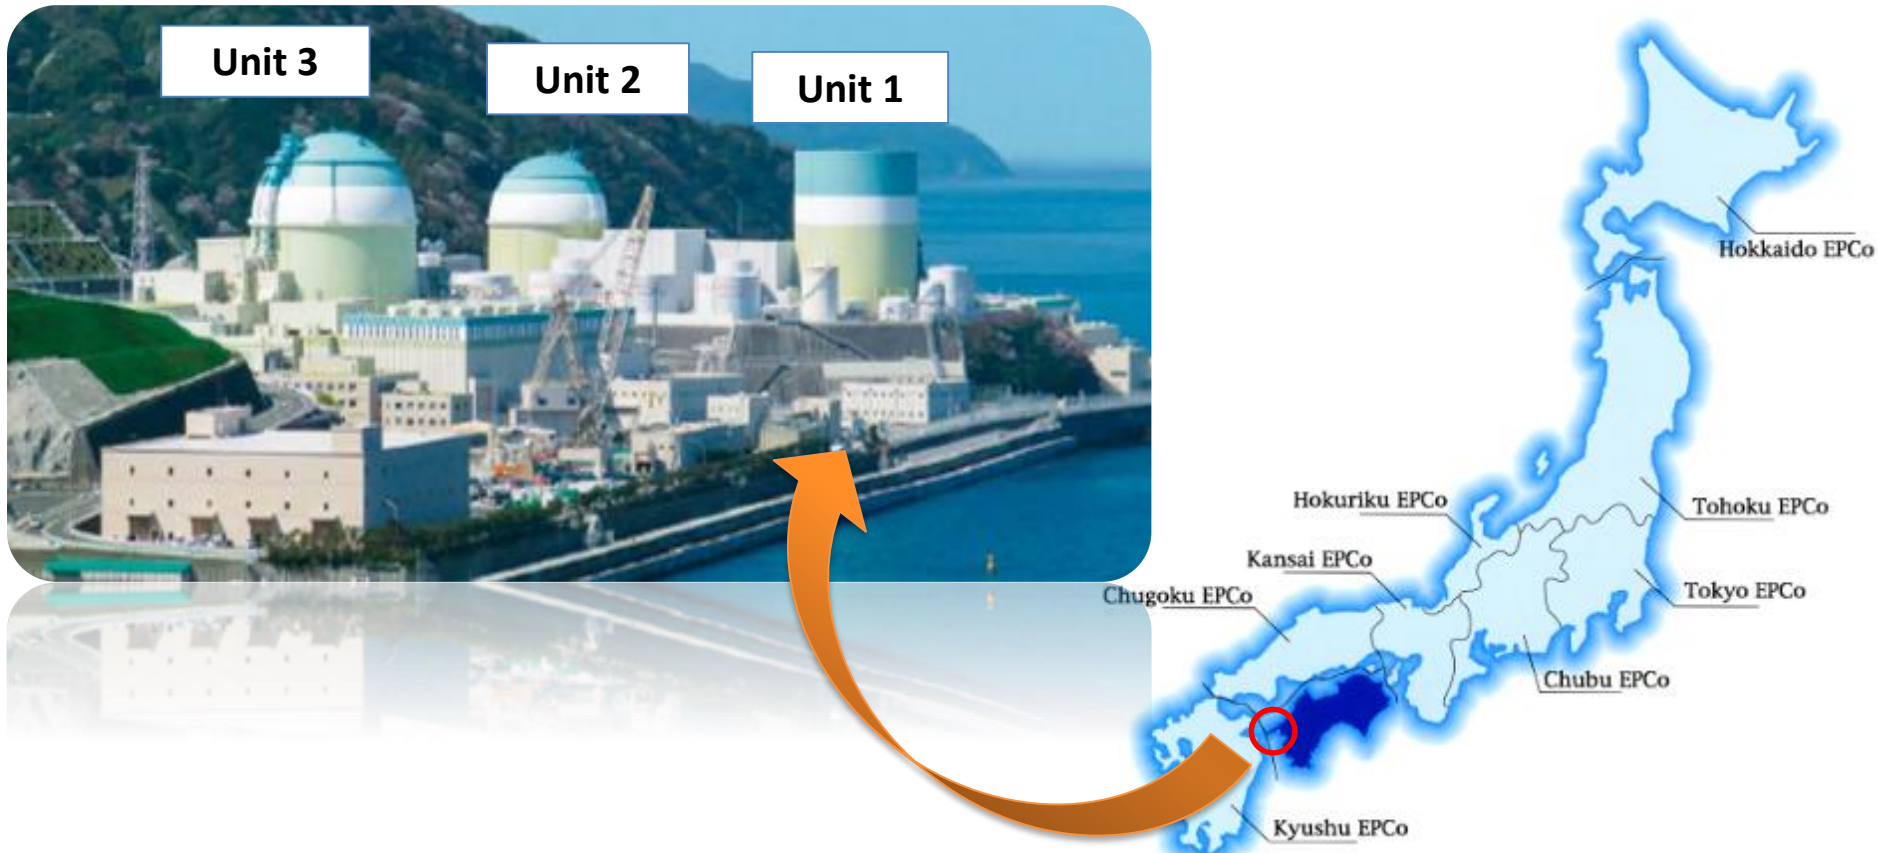 Unit 3
Unit 2
Unit 1
Hokkaido EPCo
Hokuriku EPCo
Tohoku EPCo
Kansai EPCo
Chugoku EPCo
Tokyo EPCo
Chubu EPCo
Kyushu EPCo